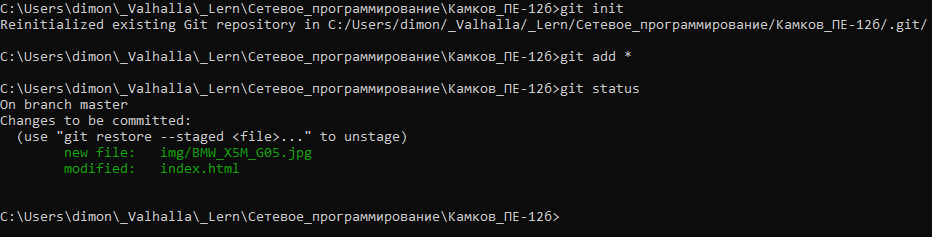 C:\Users\dimon\_Valhalla\_Lern\Сетевое_программирование\Камков_ПЕ-126>git init
Reinitialized existing Git repository in C:/Users/dimon/_Valhalla/_Lern/Сетевое_программирование/Камков_ПЕ-126/.git/
C:\Users\dimon\_Valhalla\_Lern\Сетевое_программирование\Камков_ПЕ-126>git add *
C:\Users\dimon\_Valhalla\_Lern\Сетевое_программирование\Камков_ПЕ-126>git status
On branch master
Changes to be committed:
  (use "git restore --staged <file>..." to unstage)
        new file:   img/BMW_X5M_G05.jpg
        modified:   index.html
C:\Users\dimon\_Valhalla\_Lern\Сетевое_программирование\Камков_ПЕ-126>